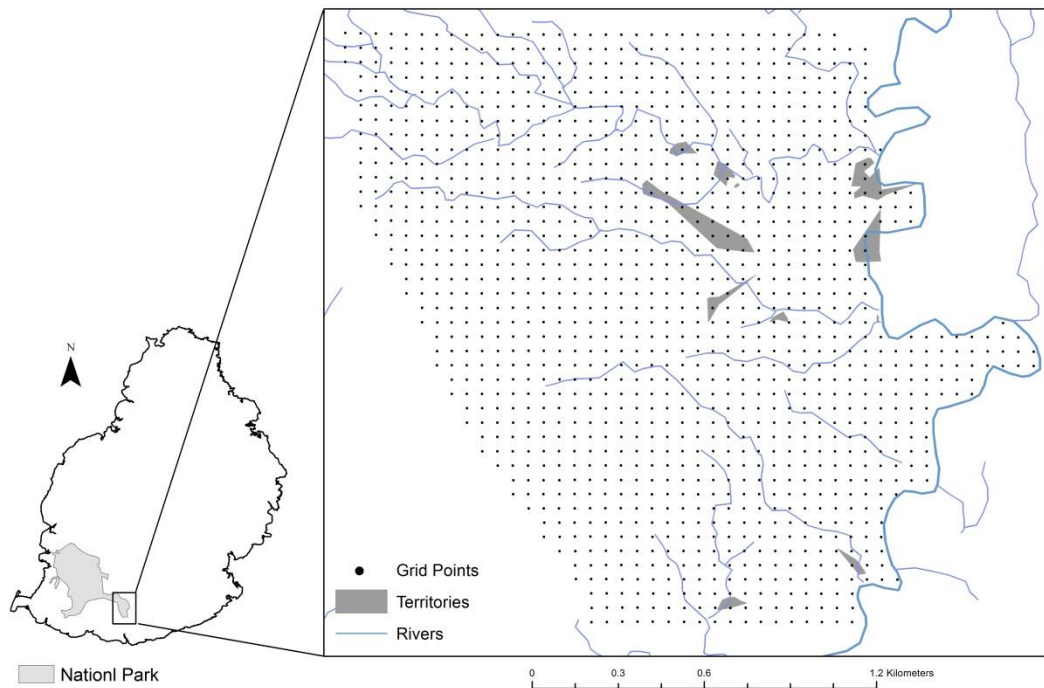 N
Grid Points
Territories
Rivers
Nationl Park
0 0.3 0.6 1.2 Kilometers